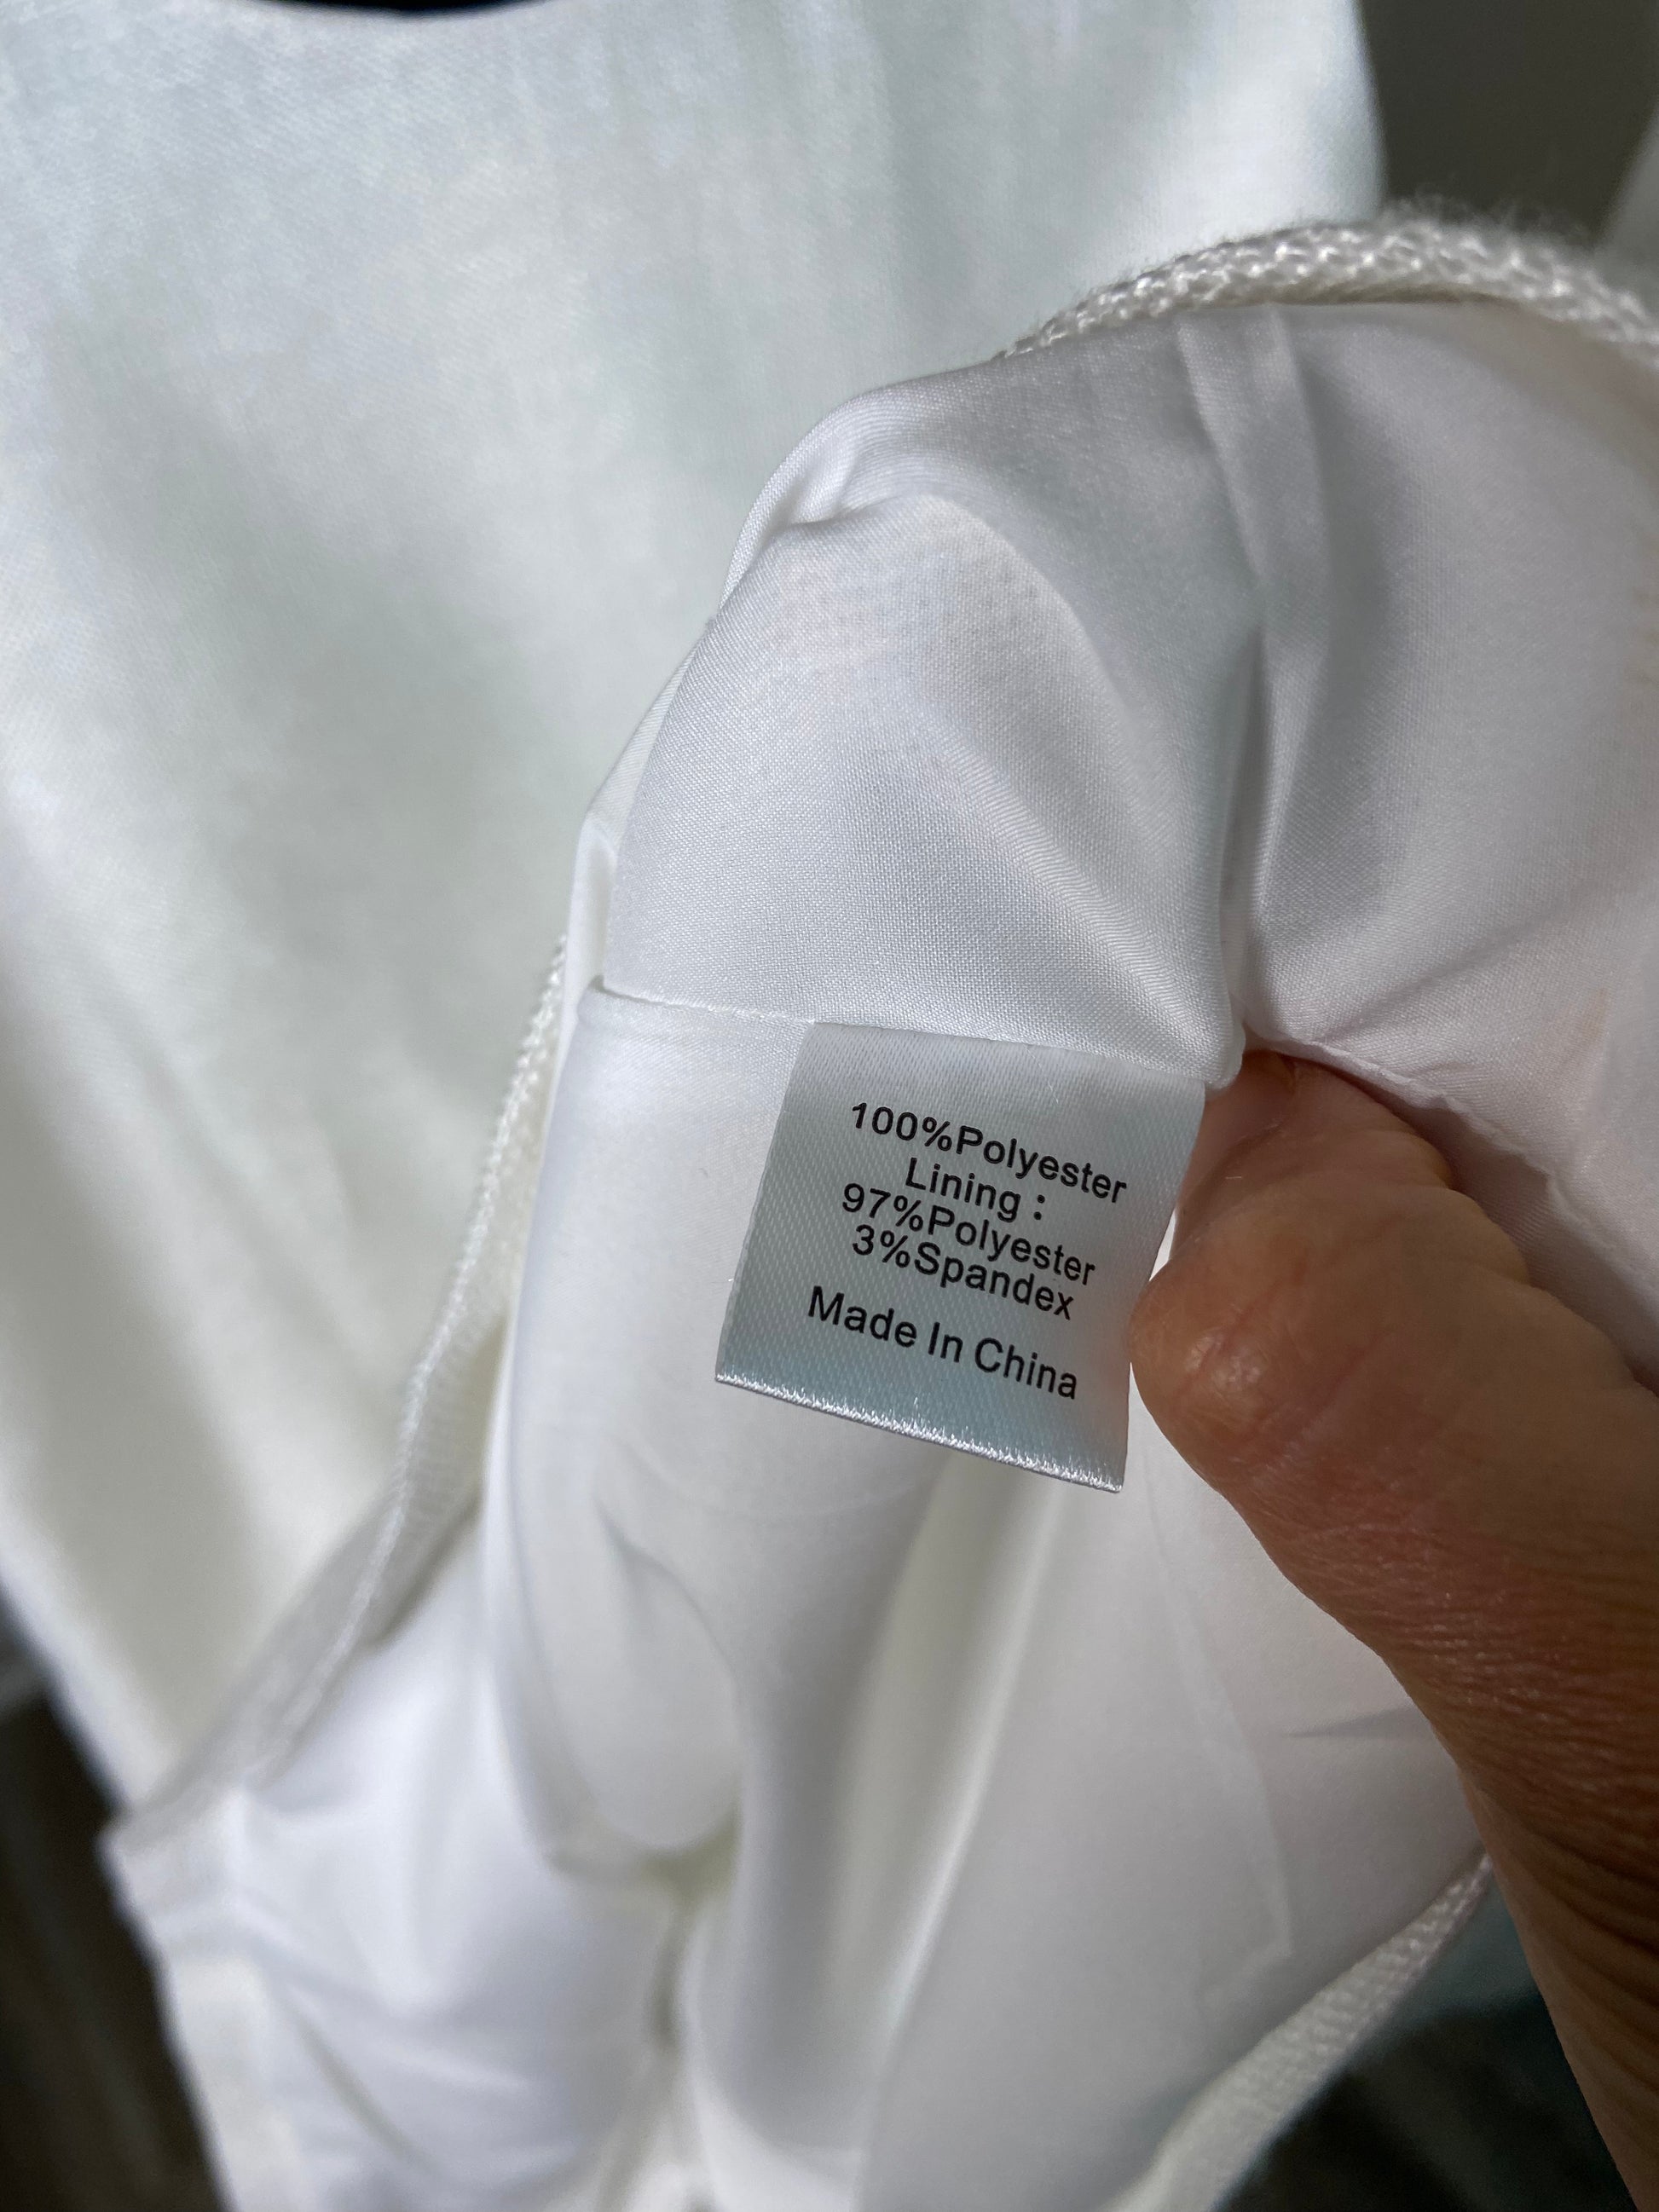 100%Polyester
Lining :
97%Polyester
3%Spandex
Made In China